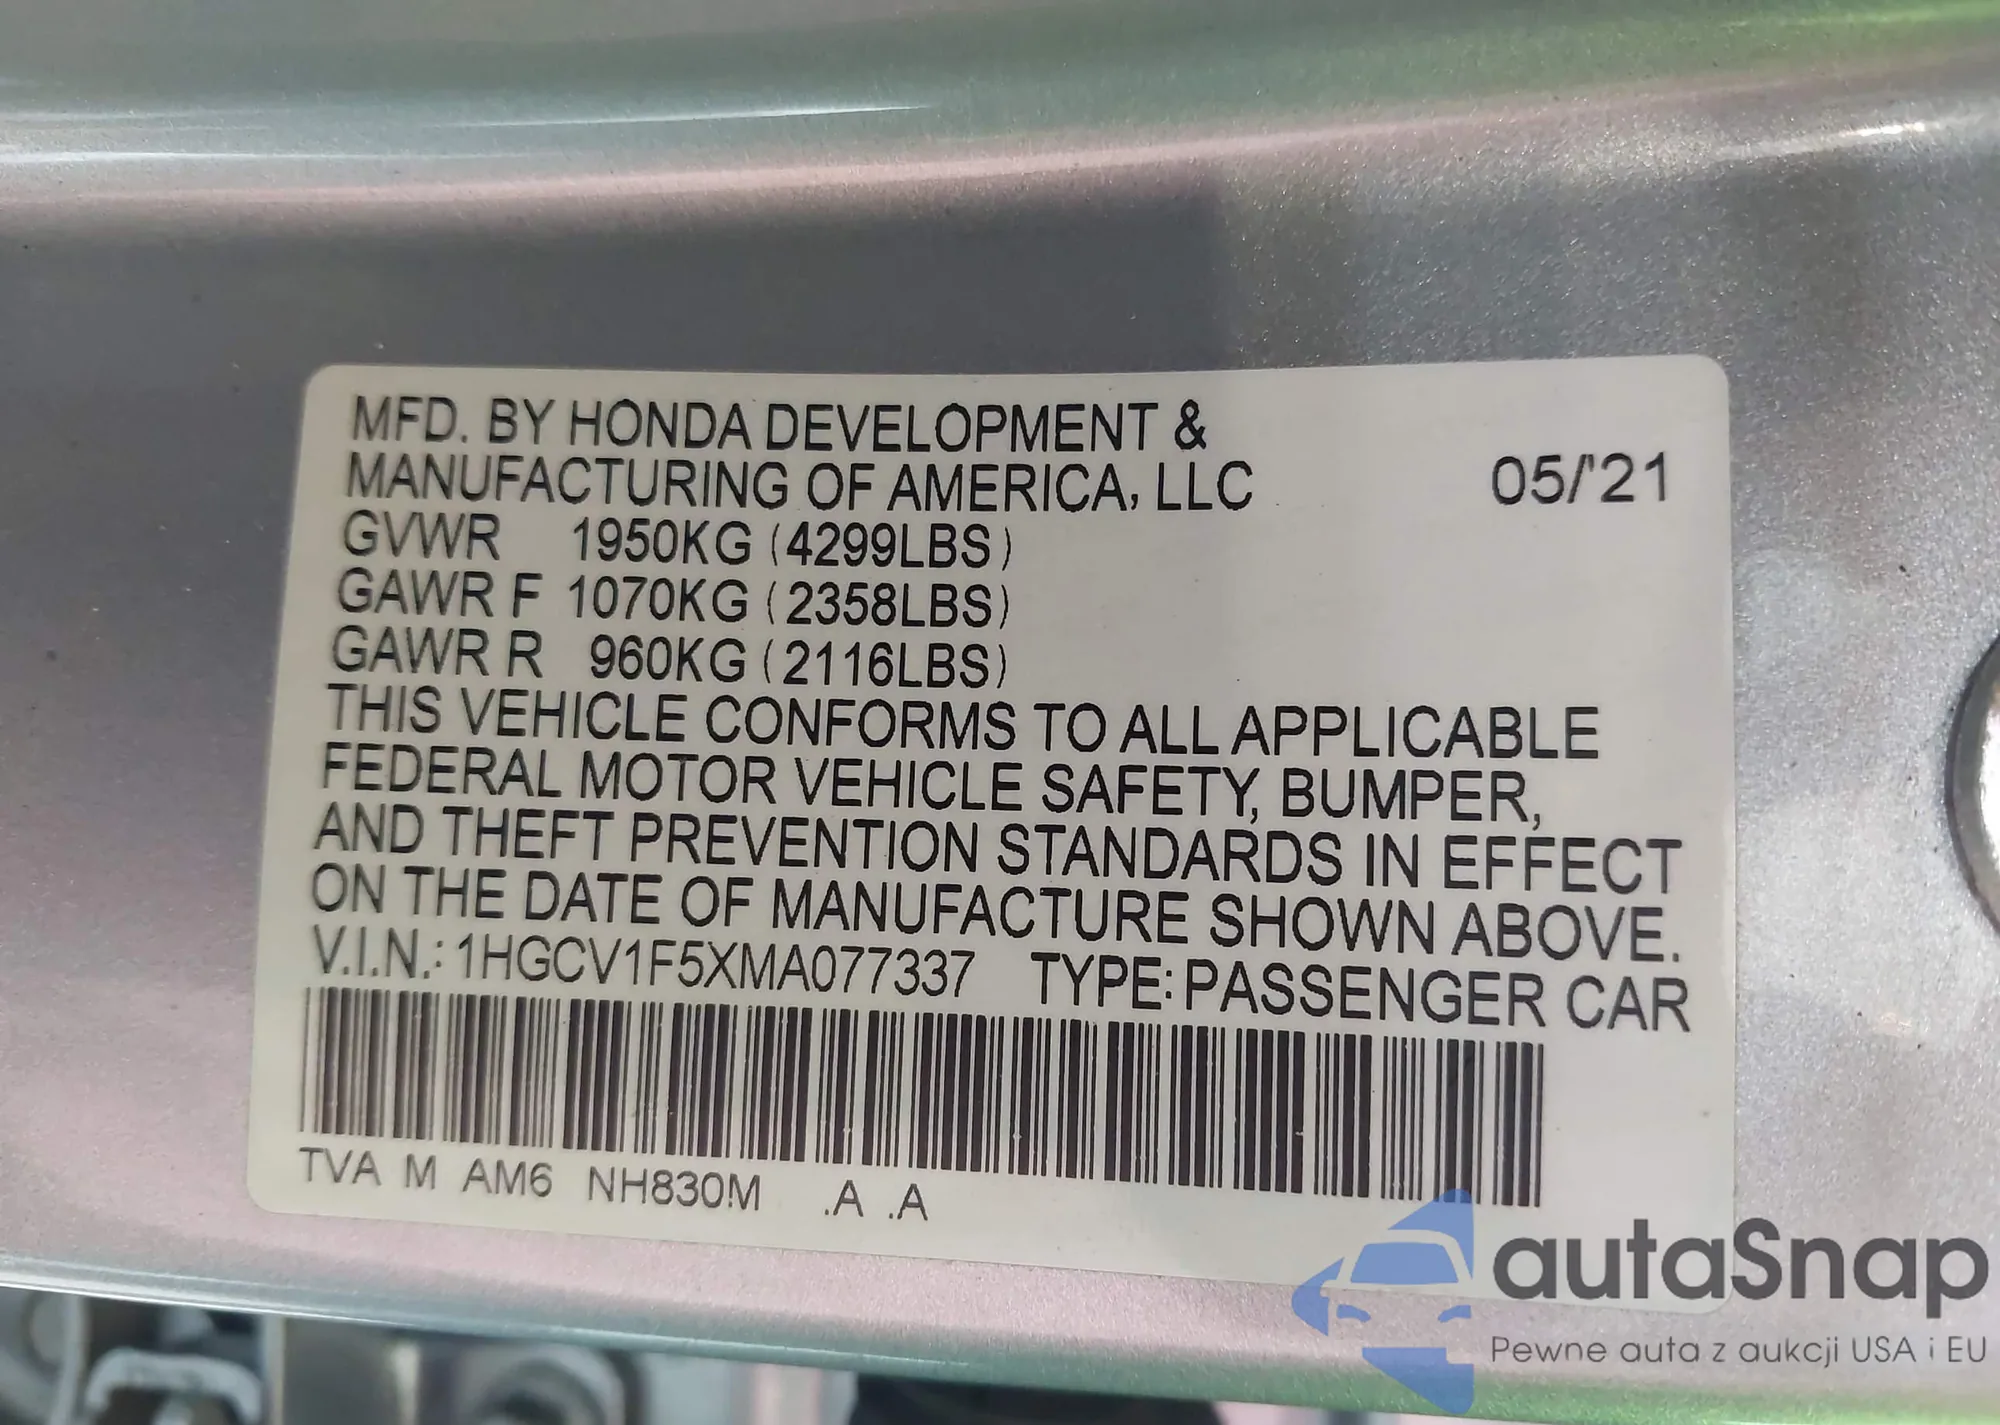 MFD. BY HONDA DEVELOPMENT &
MANUFACTURING OF AMERICA, LLC 05/'21
GVWR 1950KG (4299LBS)
GAWR F 1070KG (2358LBS)
GAWR R 960KG (2116LBS)
THIS VEHICLE CONFORMS TO ALL APPLICABLE
FEDERAL MOTOR VEHICLE SAFETY, BUMPER,
AND THEFT PREVENTION STANDARDS IN EFFECT
ON THE DATE OF MANUFACTURE SHOWN ABOVE.
V.I.N.: 1HGCV1F5XMA077337 TYPE: PASSENGER CAR
TVA M AM6 NH830M .A .A
autaSnap
Pewne auta z aukcji USA i EU